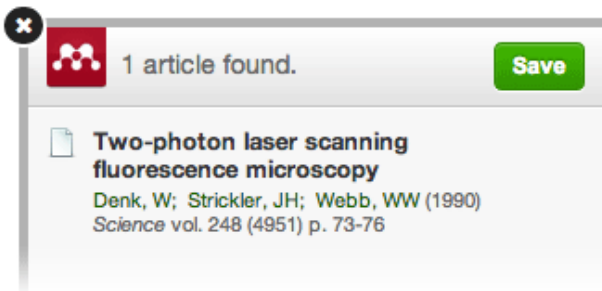 1 article found.
Save
Two-photon laser scanning
fluorescence microscopy
Denk, W; Strickler, JH; Webb, WW (1990)
Science vol. 248 (4951) p. 73-76